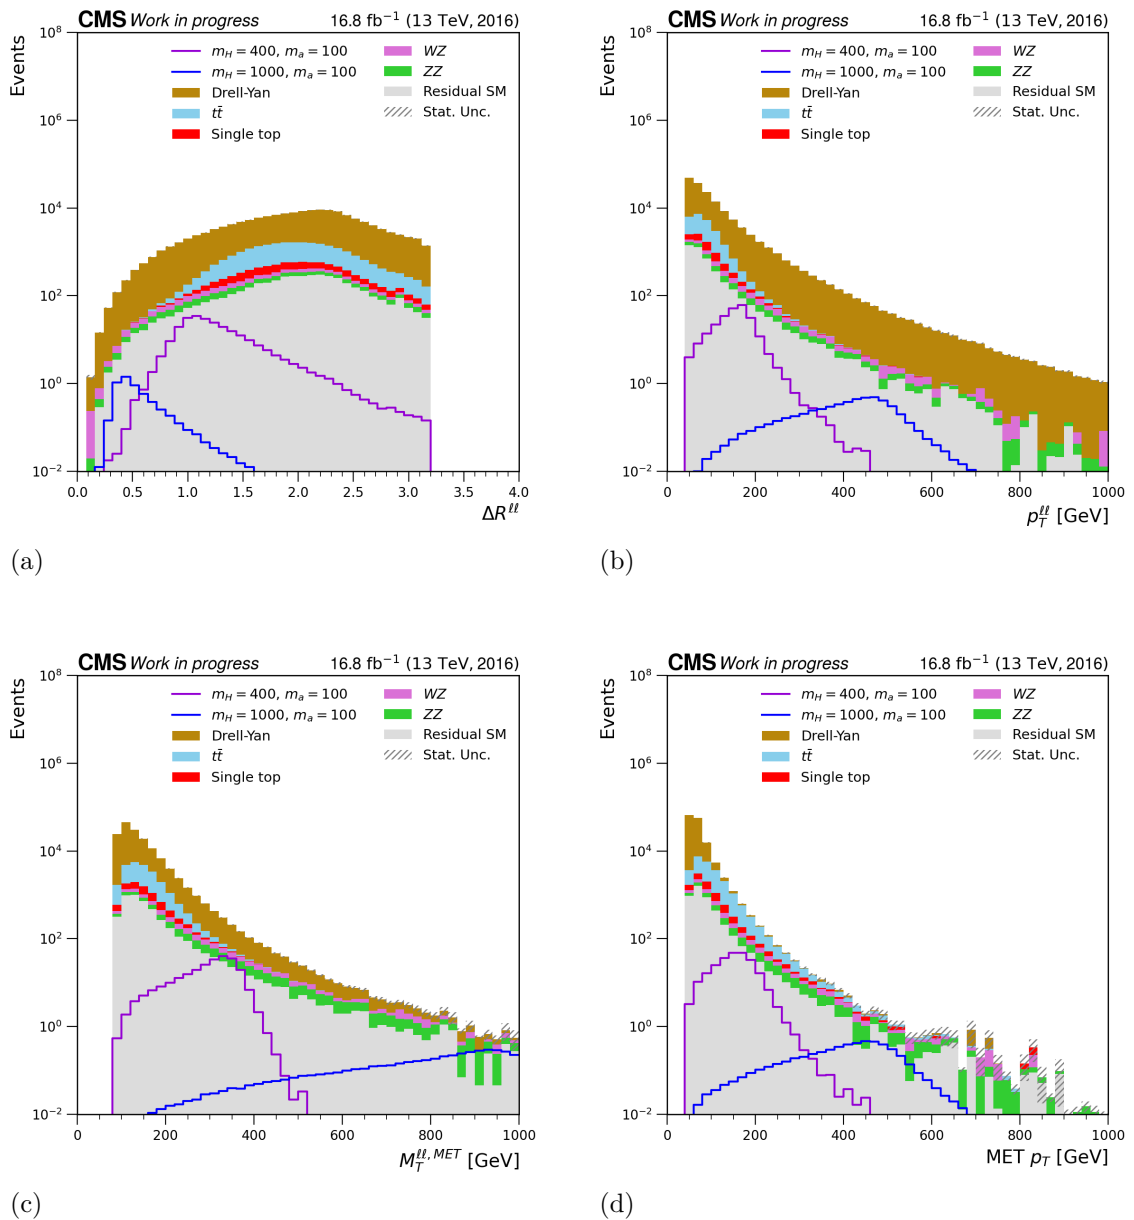 CMS Work in progress 16.8 fb⁻¹ (13 TeV, 2016)
10⁸
10⁶
10⁴
10²
10⁰
10⁻²
Events
m_H = 400, m_a = 100
m_H = 1000, m_a = 100
Drell-Yan
tt̄
Single top
WZ
ZZ
Residual SM
Stat. Unc.
0.0 0.5 1.0 1.5 2.0 2.5 3.0 3.5 4.0
ΔR^ℓℓ
(a)
CMS Work in progress 16.8 fb⁻¹ (13 TeV, 2016)
10⁸
10⁶
10⁴
10²
10⁰
10⁻²
Events
m_H = 400, m_a = 100
m_H = 1000, m_a = 100
Drell-Yan
tt̄
Single top
WZ
ZZ
Residual SM
Stat. Unc.
0 200 400 600 800 1000
p_T^ℓℓ [GeV]
(b)
CMS Work in progress 16.8 fb⁻¹ (13 TeV, 2016)
10⁸
10⁶
10⁴
10²
10⁰
10⁻²
Events
m_H = 400, m_a = 100
m_H = 1000, m_a = 100
Drell-Yan
tt̄
Single top
WZ
ZZ
Residual SM
Stat. Unc.
0 200 400 600 800 1000
M_T^ℓℓ,MET [GeV]
(c)
CMS Work in progress 16.8 fb⁻¹ (13 TeV, 2016)
10⁸
10⁶
10⁴
10²
10⁰
10⁻²
Events
m_H = 400, m_a = 100
m_H = 1000, m_a = 100
Drell-Yan
tt̄
Single top
WZ
ZZ
Residual SM
Stat. Unc.
0 200 400 600 800 1000
MET p_T [GeV]
(d)